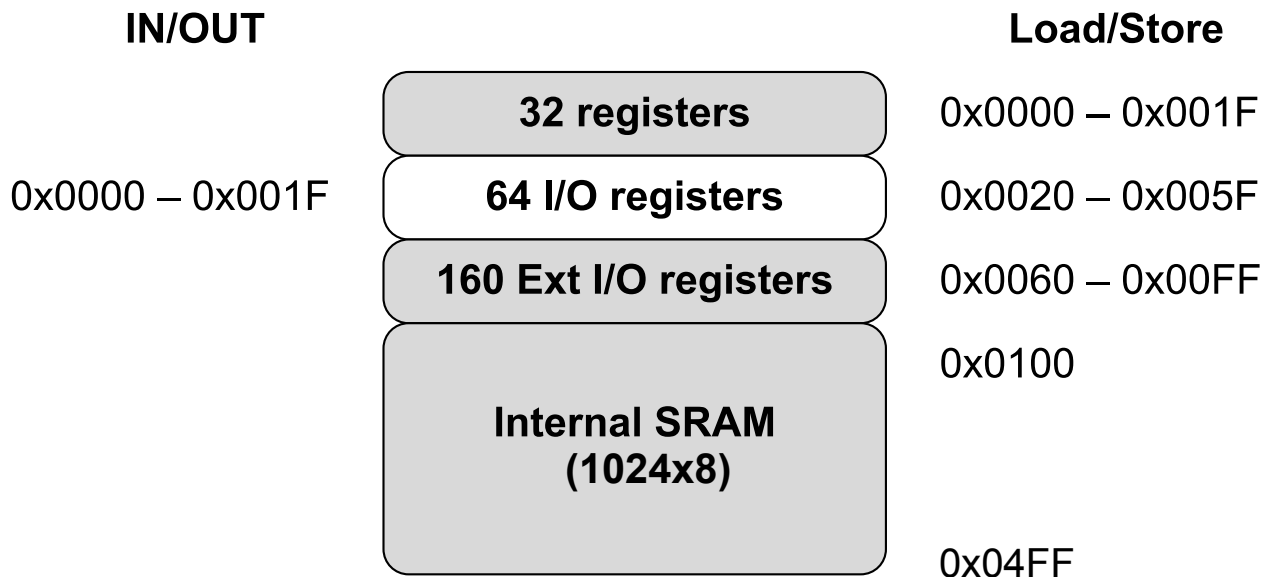 IN/OUT
Load/Store
32 registers
0x0000 – 0x001F
0x0000 – 0x001F
64 I/O registers
0x0020 – 0x005F
160 Ext I/O registers
0x0060 – 0x00FF
0x0100
Internal SRAM
(1024x8)
0x04FF